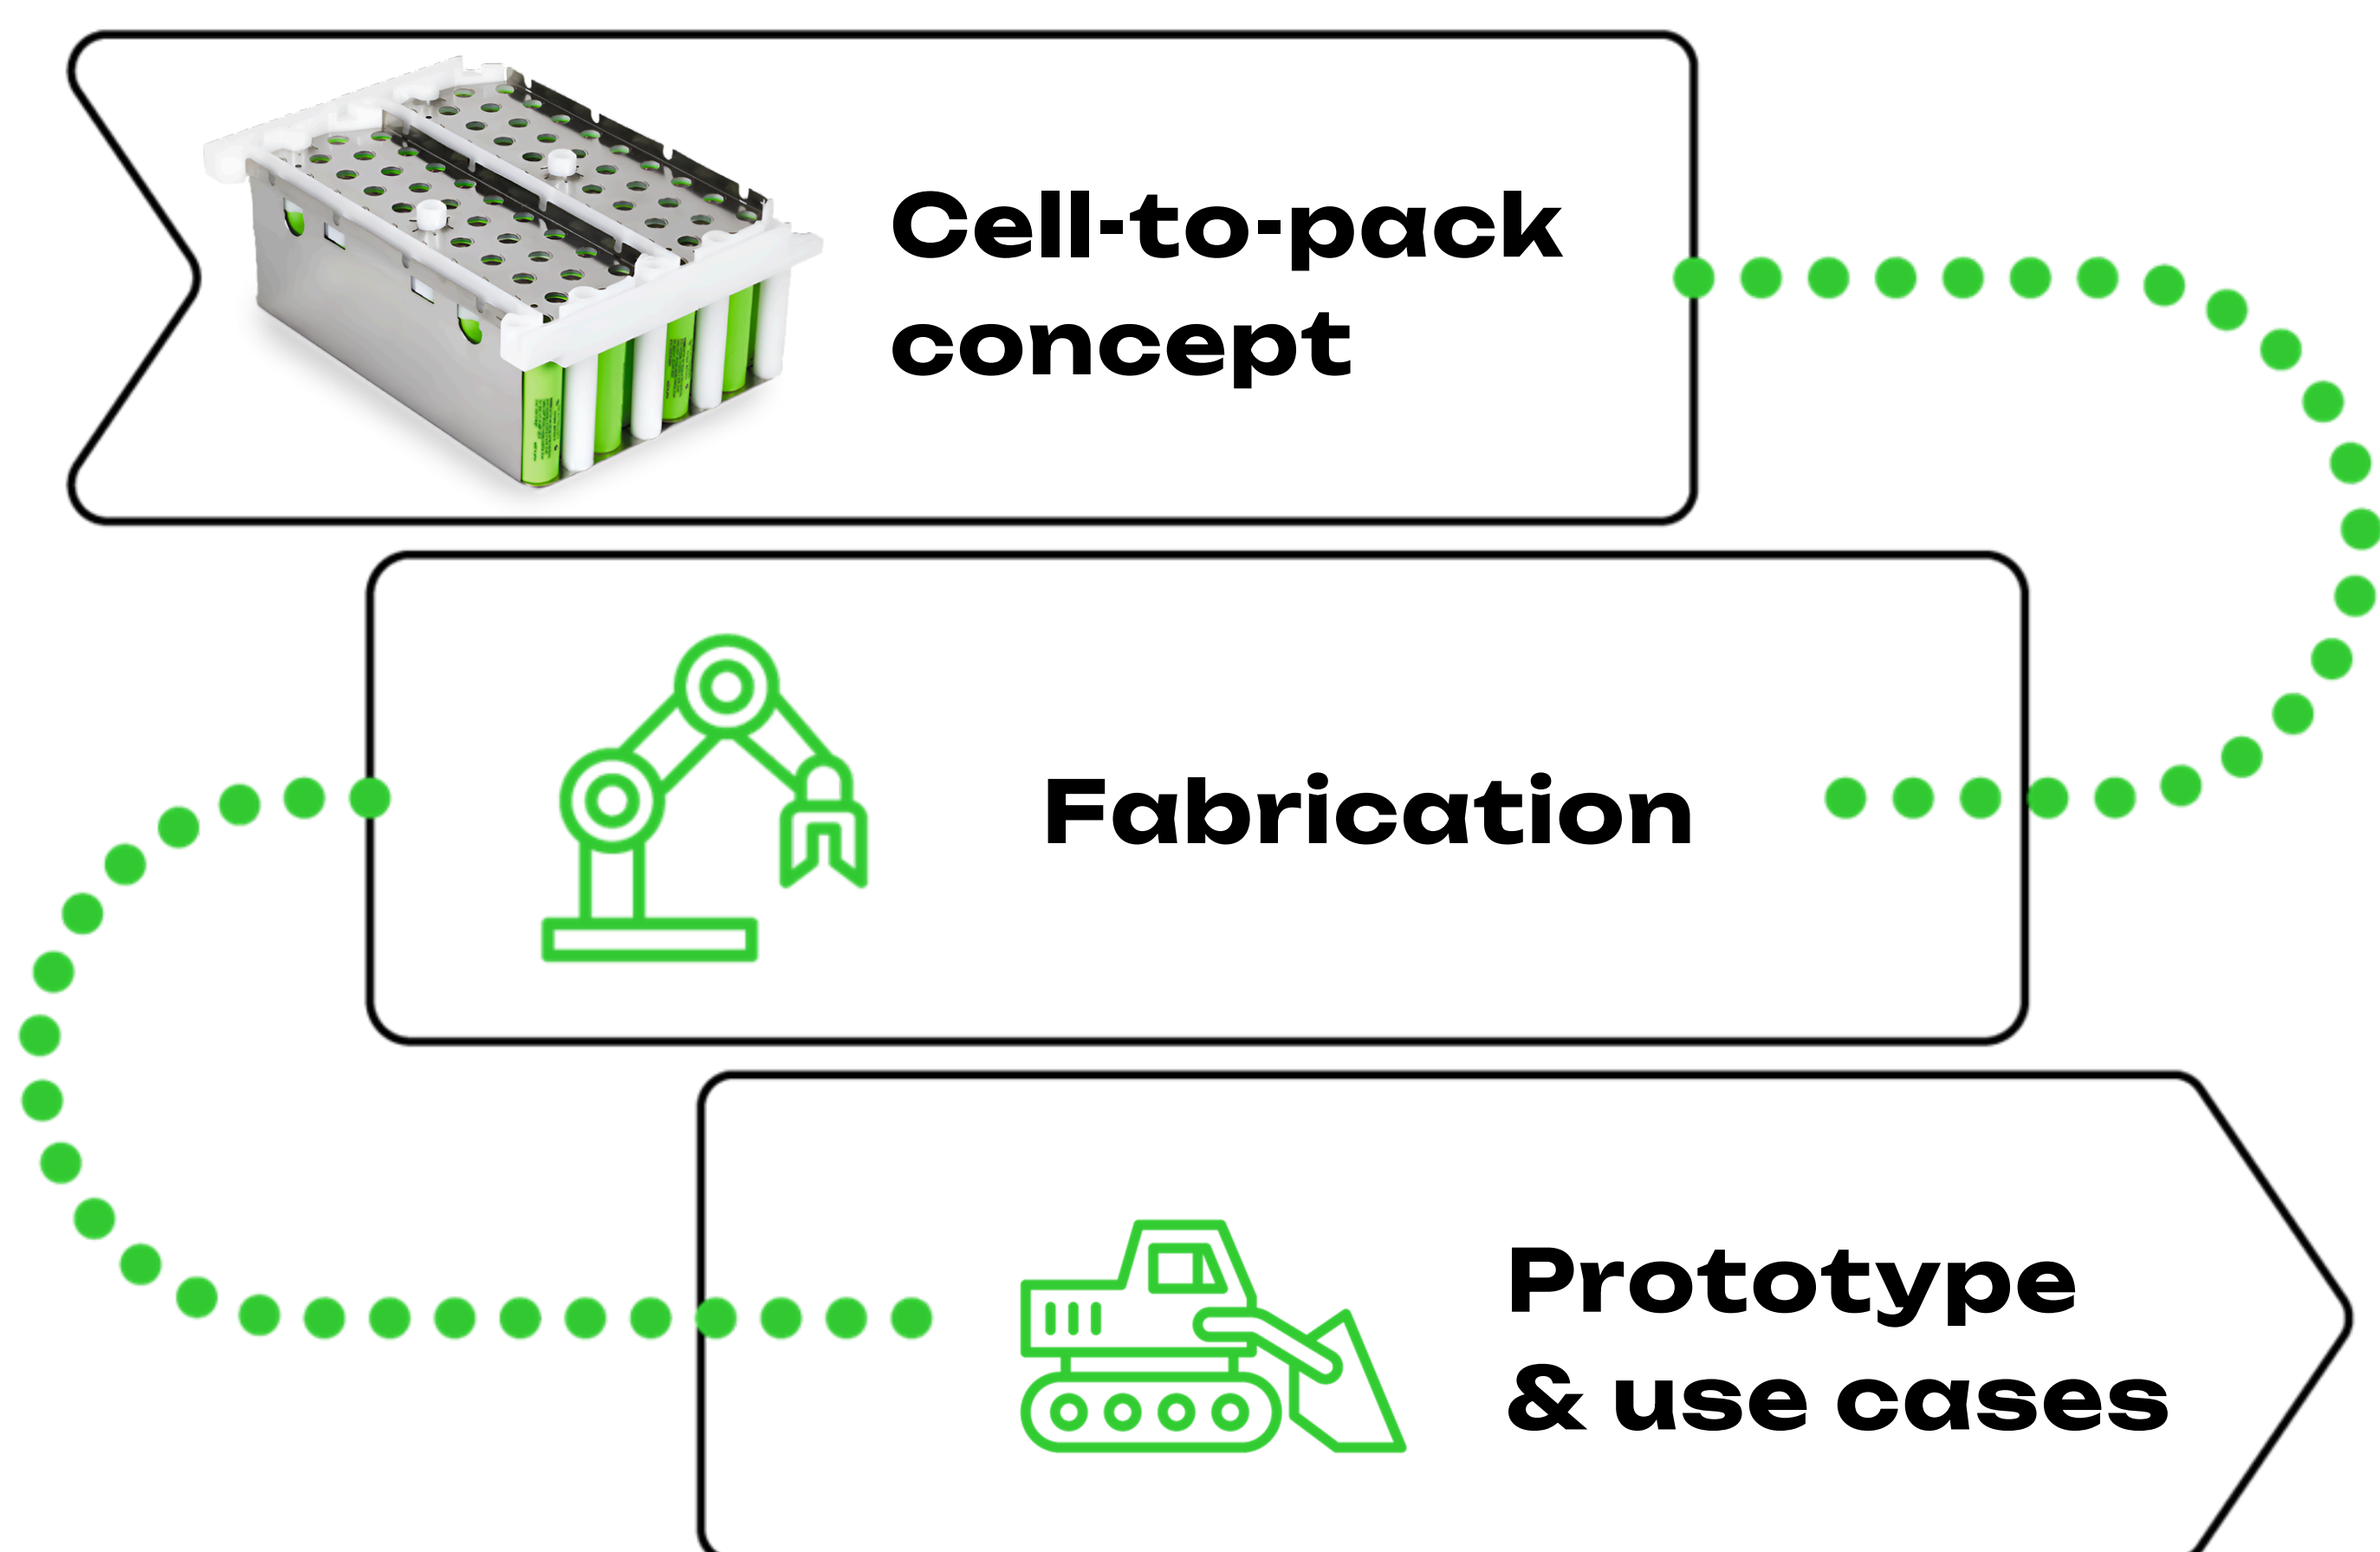 Cell-to-pack
concept
Fabrication
Prototype
& use cases